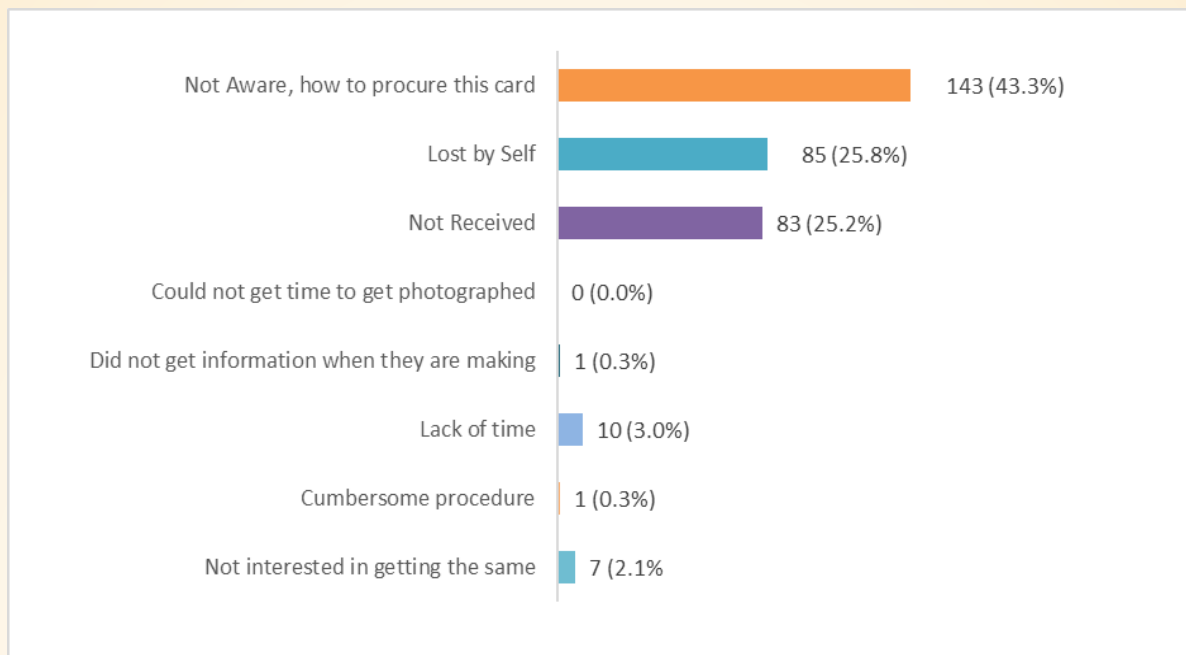 Not Aware, how to procure this card 143 (43.3%)
Lost by Self 85 (25.8%)
Not Received 83 (25.2%)
Could not get time to get photographed 0 (0.0%)
Did not get information when they are making 1 (0.3%)
Lack of time 10 (3.0%)
Cumbersome procedure 1 (0.3%)
Not interested in getting the same 7 (2.1%